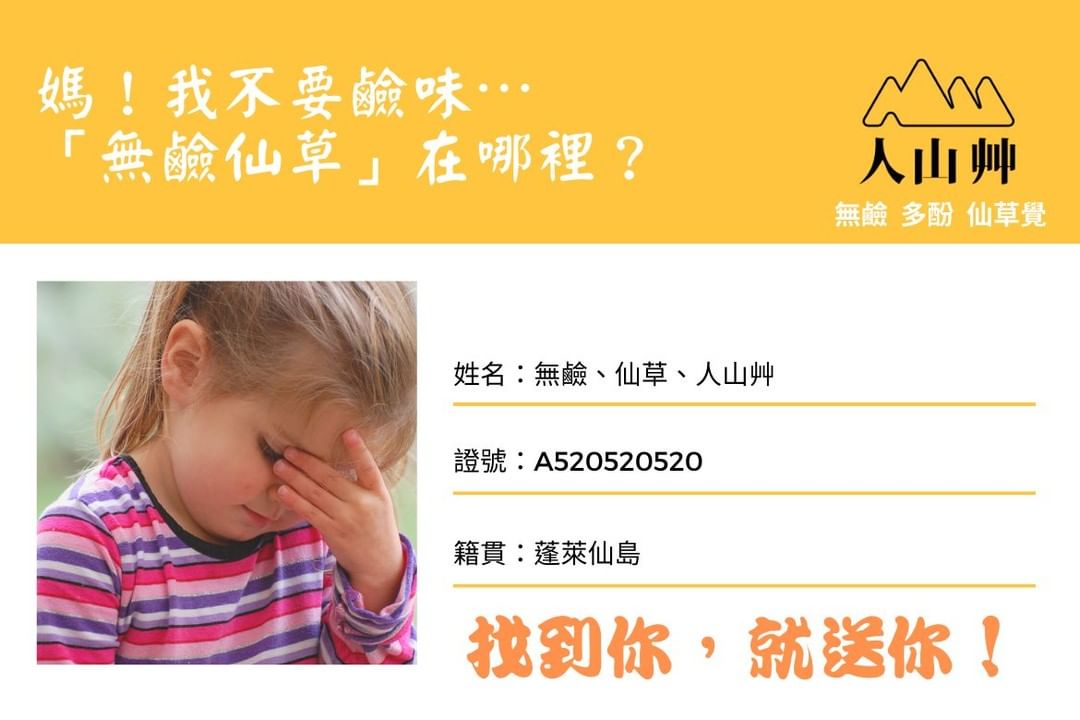 媽！我不要鹼味…
「無鹼仙草」在哪裡？
人山艸
無鹼 多酚 仙草覺
姓名：無鹼、仙草、人山艸
證號：A520520520
籍貫：蓬萊仙島
找到你，就送你！